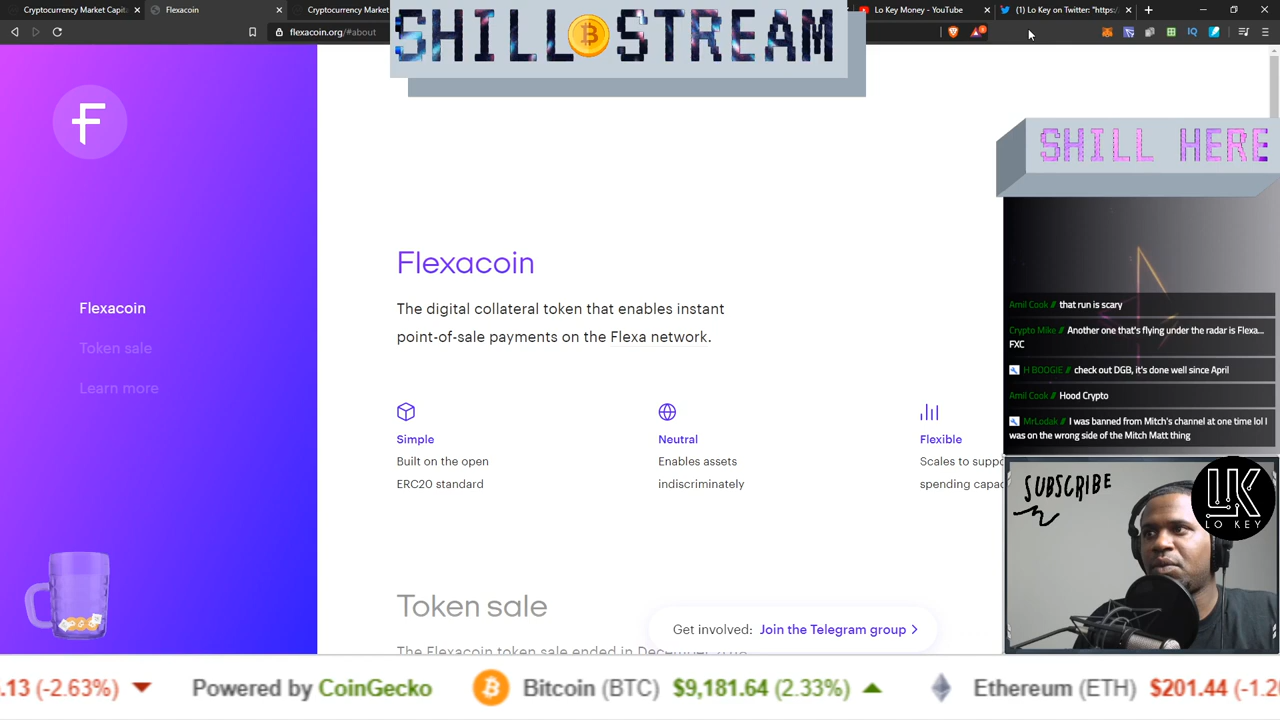 Cryptocurrency Market Capita
Flexacoin
Cryptocurrency Market
Lo Key Money - YouTube
Lo Key on Twitter: "https:
flexacoin.org/#about
SHILL STREAM
F
SHILL HERE
Flexacoin
Token sale
Learn more
Flexacoin
The digital collateral token that enables instant
point-of-sale payments on the Flexa network.
Simple
Built on the open
ERC20 standard
Neutral
Enables assets
indiscriminately
Flexible
Scales to suppo
spending capac
Token sale
The Flexacoin token sale ended in December
Get involved: Join the Telegram group
Amil Cook // that run is scary
Crypto Mike // Another one that's flying under the radar is Flexa...
FXC
H BOOGIE // check out DGB, it's done well since April
Amil Cook // Hood Crypto
MrLodak // I was banned from Mitch's channel at one time lol I
was on the wrong side of the Mitch Matt thing
SUBSCRIBE
LK
LO KEY
.13 (-2.63%)
Powered by CoinGecko
Bitcoin (BTC) $9,181.64 (2.33%)
Ethereum (ETH) $201.44 (-1.2